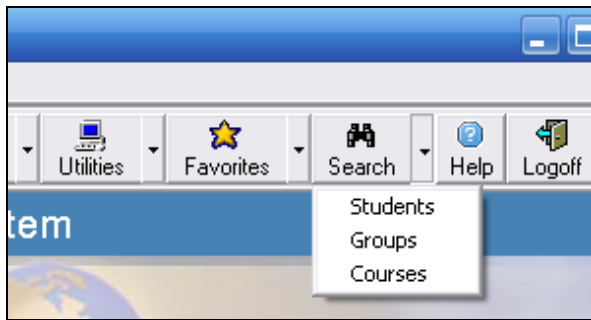 Utilities Favorites Search Help Logoff
tem
Students
Groups
Courses